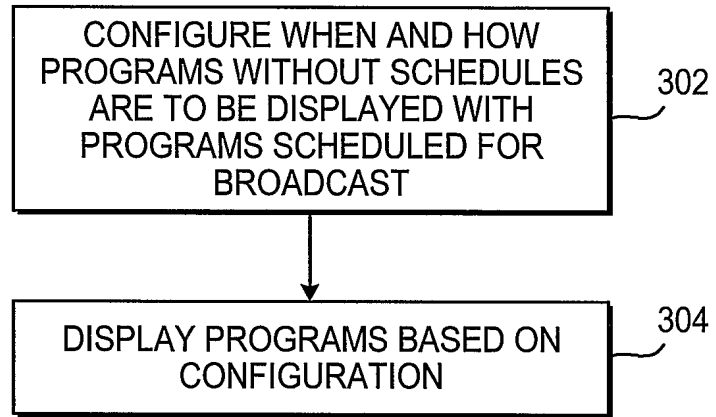 CONFIGURE WHEN AND HOW
PROGRAMS WITHOUT SCHEDULES
ARE TO BE DISPLAYED WITH
PROGRAMS SCHEDULED FOR
BROADCAST
302
DISPLAY PROGRAMS BASED ON
CONFIGURATION
304